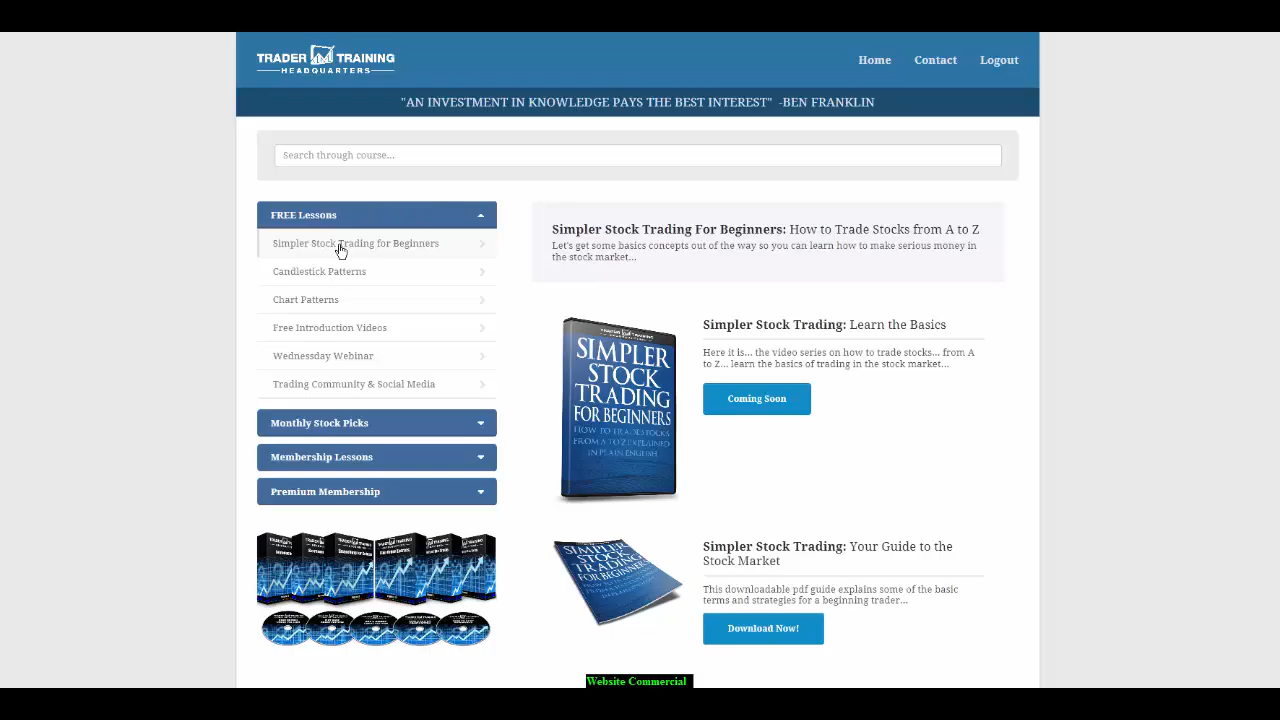 TRADER TRAINING
HEADQUARTERS
Home
Contact
Logout
"AN INVESTMENT IN KNOWLEDGE PAYS THE BEST INTEREST" -BEN FRANKLIN
Search through course...
FREE Lessons
Simpler Stock Trading for Beginners
Candlestick Patterns
Chart Patterns
Free Introduction Videos
Wednessday Webinar
Trading Community & Social Media
Monthly Stock Picks
Membership Lessons
Premium Membership
Simpler Stock Trading For Beginners: How to Trade Stocks from A to Z
Let's get some basics concepts out of the way so you can learn how to make serious money in
the stock market...
TRADER TRAINING
SIMPLER
STOCK
TRADING
FOR BEGINNERS
HOW TO TRADE STOCKS
FROM A TO Z EXPLAINED
IN PLAIN ENGLISH
Simpler Stock Trading: Learn the Basics
Here it is... the video series on how to trade stocks... from A
to Z... learn the basics of trading in the stock market...
Coming Soon
SIMPLER
STOCK
TRADING
FOR BEGINNERS
Simpler Stock Trading: Your Guide to the
Stock Market
This downloadable pdf guide explains some of the basic
terms and strategies for a beginning trader...
Download Now!
Website Commercial